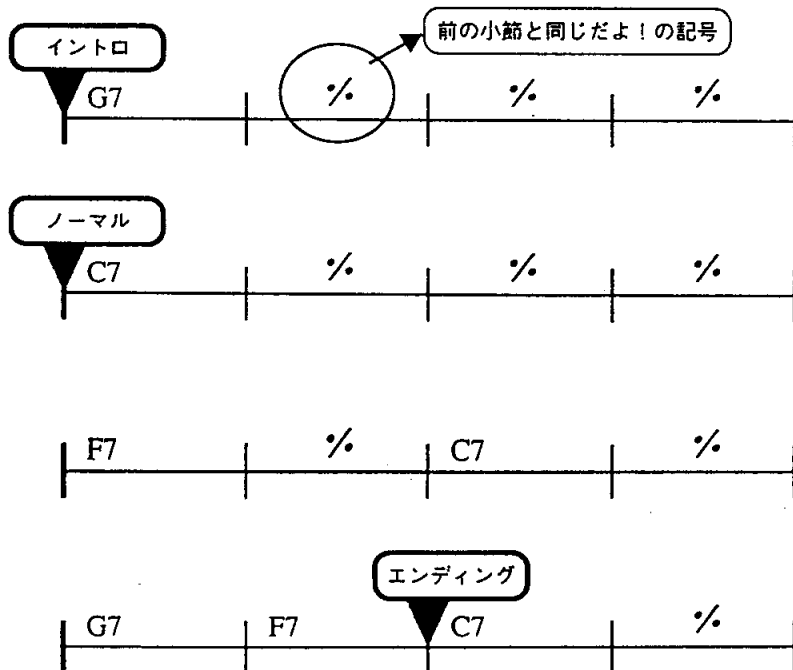 イントロ
前の小節と同じだよ！の記号
G7 ٪ ٪ ٪
ノーマル
C7 ٪ ٪ ٪
F7 ٪ C7 ٪
エンディング
G7 F7 C7 ٪